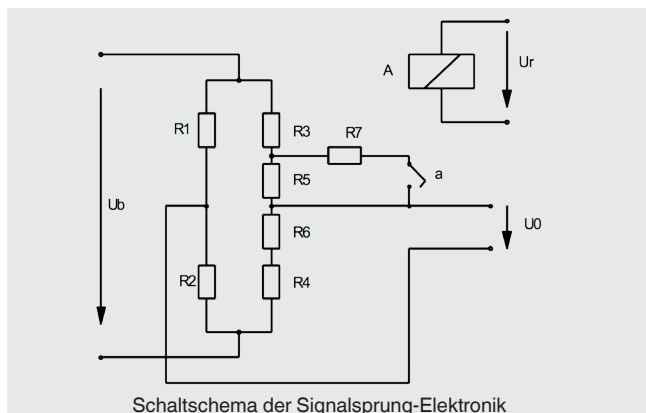 A
Ur
R1
R3
R7
R5
a
Ub
R6
U0
R2
R4
Schaltschema der Signalsprung-Elektronik